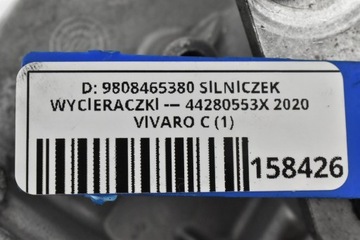 D: 9808465380 SiLNiCZEK
WYCiERACZKi --- 44280553X 2020
ViVARO C (1)
158426